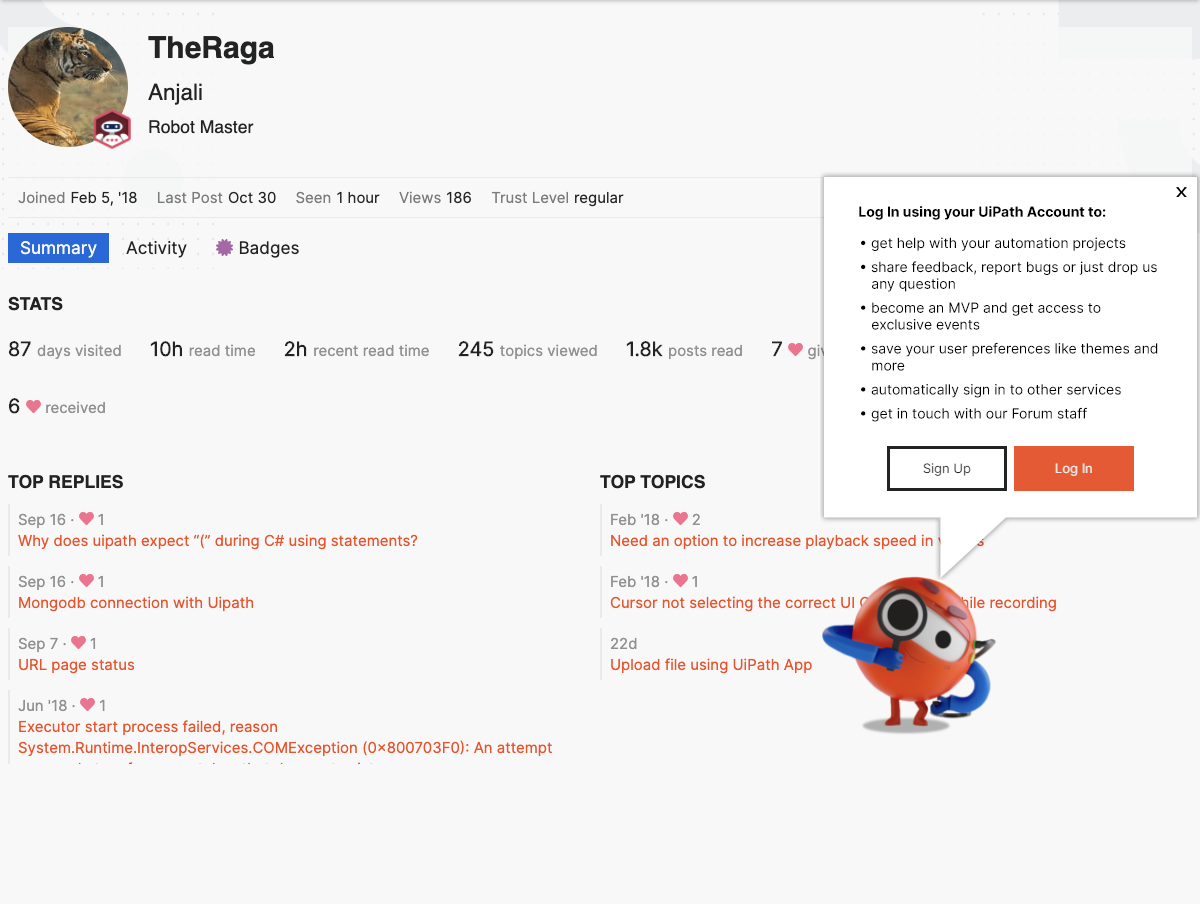 TheRaga
Anjali
Robot Master
Joined Feb 5, '18 Last Post Oct 30 Seen 1 hour Views 186 Trust Level regular
Summary Activity Badges
STATS
87 days visited 10h read time 2h recent read time 245 topics viewed 1.8k posts read 7
6 received
TOP REPLIES
Sep 16 · 1
Why does uipath expect “(” during C# using statements?
Sep 16 · 1
Mongodb connection with Uipath
Sep 7 · 1
URL page status
Jun '18 · 1
Executor start process failed, reason
System.Runtime.InteropServices.COMException (0×800703F0): An attempt
TOP TOPICS
Feb '18 · 2
Need an option to increase playback speed in
Feb '18 · 1
Cursor not selecting the correct UI recording
22d
Upload file using UiPath App
X
Log In using your UiPath Account to:
• get help with your automation projects
• share feedback, report bugs or just drop us
any question
• become an MVP and get access to
exclusive events
• save your user preferences like themes and
more
• automatically sign in to other services
• get in touch with our Forum staff
Sign Up Log In